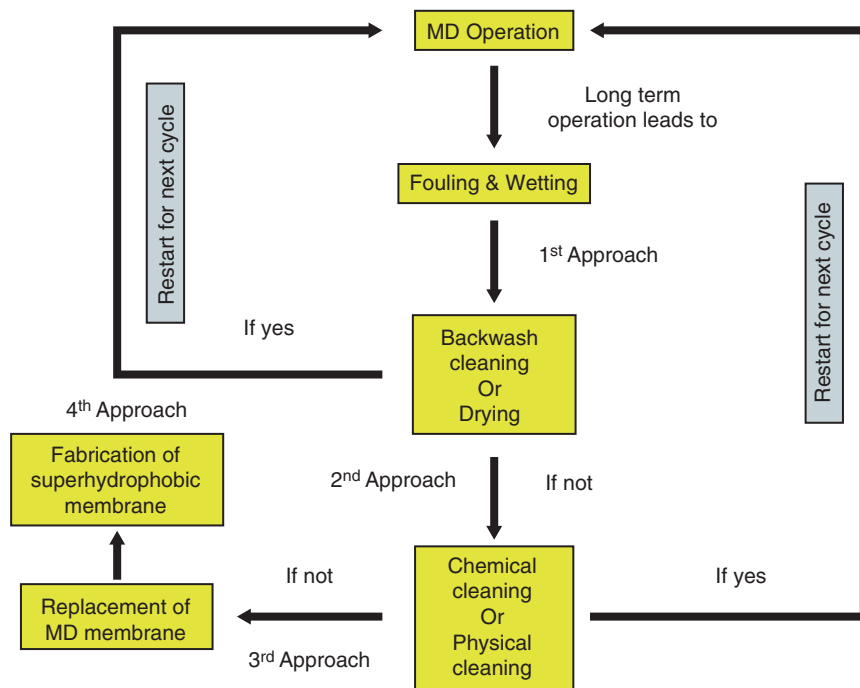 MD Operation
Long term
operation leads to
Restart for next cycle
Fouling & Wetting
Restart for next cycle
1st Approach
If yes
Backwash
cleaning
Or
Drying
4th Approach
Fabrication of
superhydrophobic
membrane
2nd Approach
If not
If not
Chemical
cleaning
Or
Physical
cleaning
If yes
Replacement of
MD membrane
3rd Approach